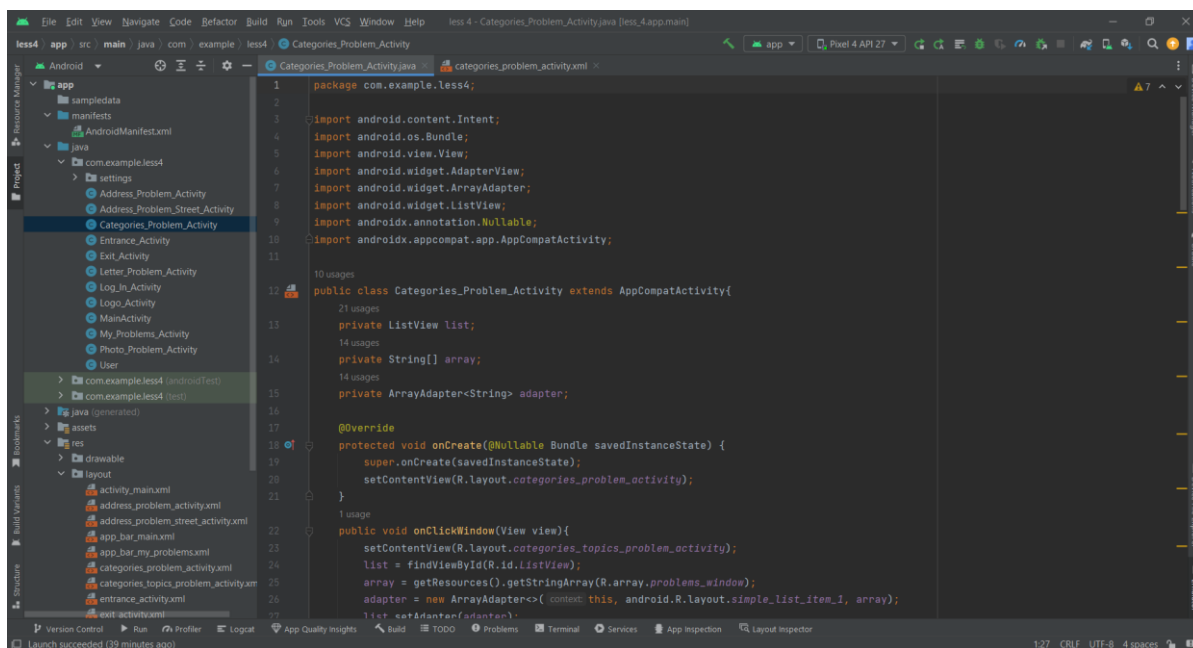 File Edit View Navigate Code Refactor Build Run Tools VCS Window Help less 4 - Categories_Problem_Activity.java [less_4.app.main]
less4 app src main java com example less4 Categories_Problem_Activity app Pixel 4 API 27
Android
Categories_Problem_Activity.java categories_problem_activity.xml
Resource Manager
Project
Bookmarks
Build Variants
Structure
app
sampledata
manifests
AndroidManifest.xml
java
com.example.less4
settings
Address_Problem_Activity
Address_Problem_Street_Activity
Categories_Problem_Activity
Entrance_Activity
Exit_Activity
Letter_Problem_Activity
Log_In_Activity
Logo_Activity
MainActivity
My_Problems_Activity
Photo_Problem_Activity
User
com.example.less4 (androidTest)
com.example.less4 (test)
java (generated)
assets
res
drawable
layout
activity_main.xml
address_problem_activity.xml
address_problem_street_activity.xml
app_bar_main.xml
app_bar_my_problems.xml
categories_problem_activity.xml
categories_topics_problem_activity.xm
entrance_activity.xml
exit_activity.xml
7
1 package com.example.less4;
2
3 import android.content.Intent;
4 import android.os.Bundle;
5 import android.view.View;
6 import android.widget.AdapterView;
7 import android.widget.ArrayAdapter;
8 import android.widget.ListView;
9 import androidx.annotation.Nullable;
10 import androidx.appcompat.app.AppCompatActivity;
11
10 usages
12 public class Categories_Problem_Activity extends AppCompatActivity{
21 usages
13 private ListView list;
14 usages
14 private String[] array;
14 usages
15 private ArrayAdapter<String> adapter;
16
17 @Override
18 protected void onCreate(@Nullable Bundle savedInstanceState) {
19 super.onCreate(savedInstanceState);
20 setContentView(R.layout.categories_problem_activity);
21 }
1 usage
22 public void onClickWindow(View view){
23 setContentView(R.layout.categories_topics_problem_activity);
24 list = findViewById(R.id.ListView);
25 array = getResources().getStringArray(R.array.problems_window);
26 adapter = new ArrayAdapter<>( context: this, android.R.layout.simple_list_item_1, array);
27 list.setAdapter(adapter);
Version Control Run Profiler Logcat App Quality Insights Build TODO Problems Terminal Services App Inspection Layout Inspector
Launch succeeded (39 minutes ago) 1:27 CRLF UTF-8 4 spaces